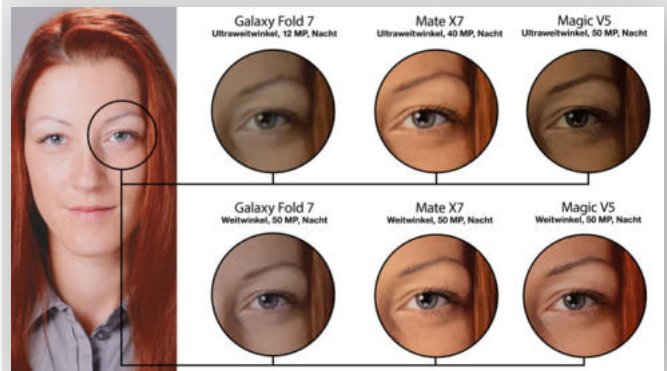 Galaxy Fold 7
Ultraweitwinkel, 12 MP, Nacht
Mate X7
Ultraweitwinkel, 40 MP, Nacht
Magic V5
Ultraweitwinkel, 50 MP, Nacht
Galaxy Fold 7
Weitwinkel, 50 MP, Nacht
Mate X7
Weitwinkel, 50 MP, Nacht
Magic V5
Weitwinkel, 50 MP, Nacht